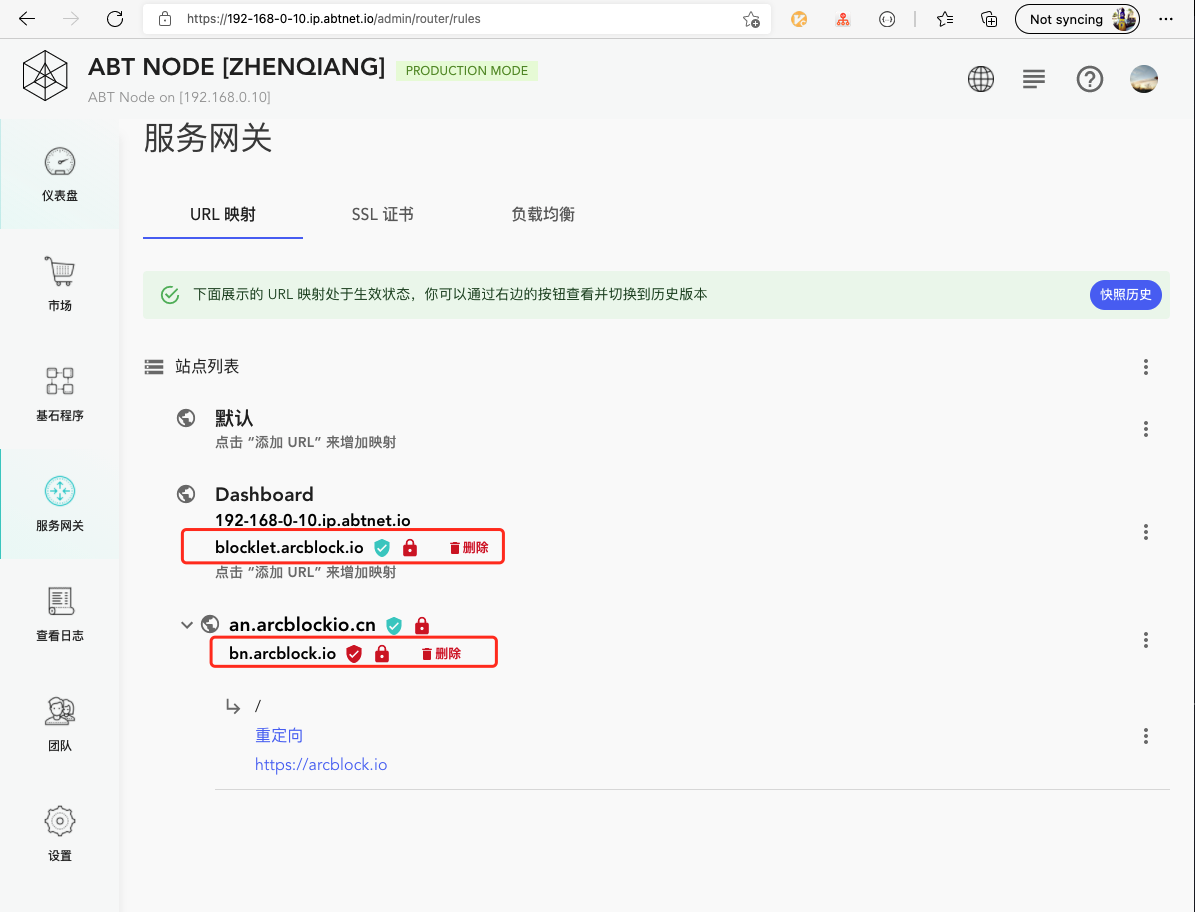 https://192-168-0-10.ip.abtnet.io/admin/router/rules
Not syncing
ABT NODE [ZHENQIANG]
PRODUCTION MODE
ABT Node on [192.168.0.10]
仪表盘
市场
基石程序
服务网关
查看日志
团队
设置
服务网关
URL 映射
SSL 证书
负载均衡
下面展示的 URL 映射处于生效状态，你可以通过右边的按钮查看并切换到历史版本
快照历史
站点列表
默认
点击 “添加 URL” 来增加映射
Dashboard
192-168-0-10.ip.abtnet.io
blocklet.arcblock.io 删除
点击 “添加 URL” 来增加映射
an.arcblockio.cn
bn.arcblock.io 删除
/
重定向
https://arcblock.io